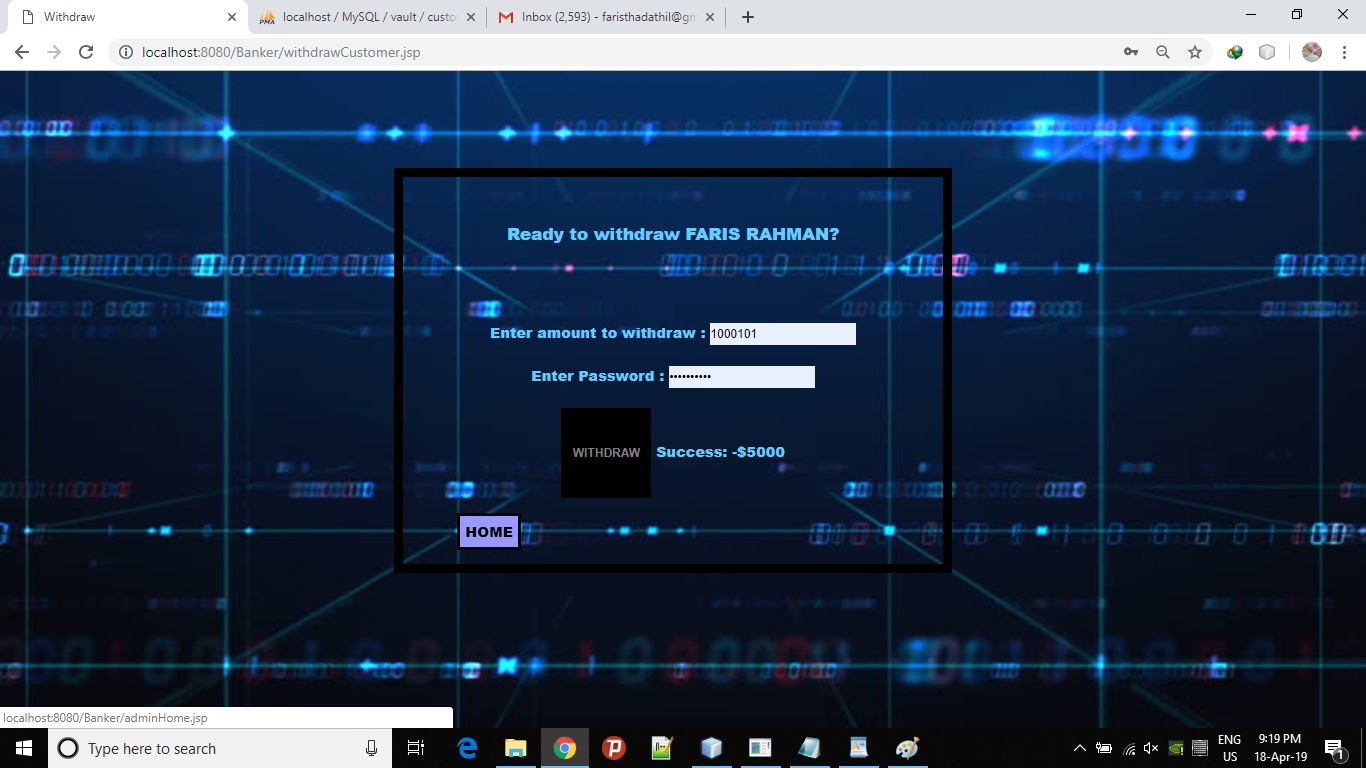 Withdraw
localhost / MySQL / vault / custo
Inbox (2,593) - faristhadathil@gm
localhost:8080/Banker/withdrawCustomer.jsp
Ready to withdraw FARIS RAHMAN?
Enter amount to withdraw : 1000101
Enter Password : ••••••••••
WITHDRAW Success: -$5000
HOME
localhost:8080/Banker/adminHome.jsp
Type here to search
ENG
US
9:19 PM
18-Apr-19
1